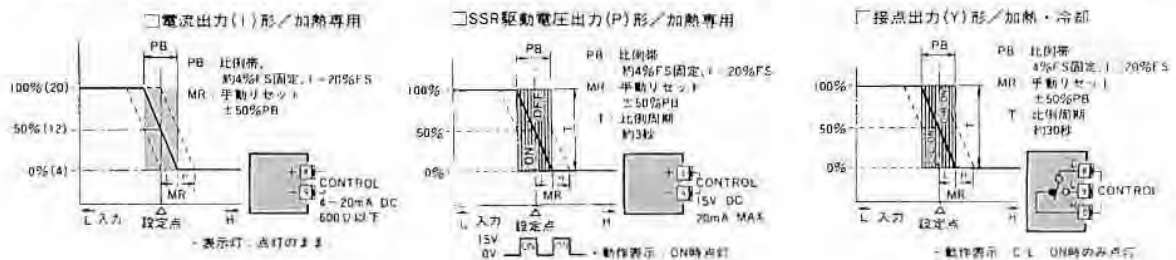 □電流出力(I)形／加熱専用
PB
PB : 比例帯,
約4%FS固定, 1～20%FS
MR : 手動リセット
±50%PB
100%(20)
50%(12)
0%(4)
MR
L 入力
設定点
H
+
−
CONTROL
4～20mA DC
600Ω以下
・表示灯 : 点灯のまま
□SSR駆動電圧出力(P)形／加熱専用
PB
PB : 比例帯
約4%FS固定, 1～20%FS
MR : 手動リセット
±50%PB
T : 比例周期
約3秒
100%
50%
0%
ON
OFF
T
MR
L 入力
設定点
H
+
−
CONTROL
15V DC
20mA MAX
15V
0V
・動作表示 : ON時点灯
接点出力(Y)形／加熱・冷却
PB
PB : 比例帯
4%FS固定, 1～20%FS
MR : 手動リセット
±50%PB
T : 比例周期
約30秒
100%
50%
0%
T
MR
L 入力
設定点
H
CONTROL
・動作表示 : C-L ON時のみ点灯